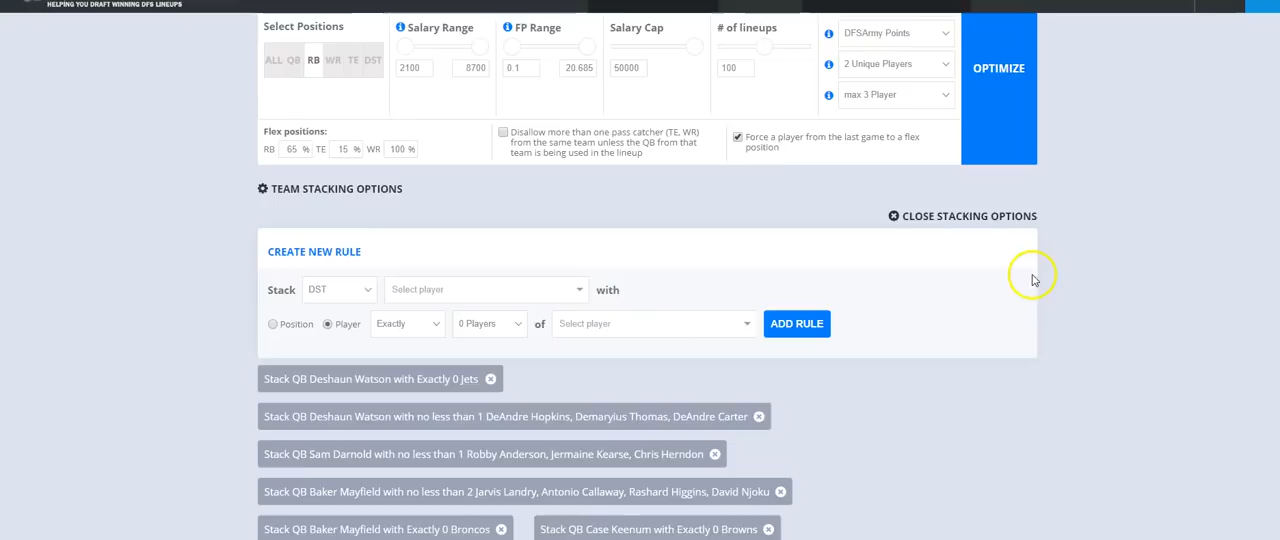 HELPING YOU DRAFT WINNING DFS LINEUPS
Select Positions
Salary Range
FP Range
Salary Cap
# of lineups
ALL QB RB WR TE DST
2100 8700
0.1 20.685
50000
100
DFSArmy Points
2 Unique Players
max 3 Player
OPTIMIZE
Flex positions:
RB 65 % TE 15 % WR 100 %
Disallow more than one pass catcher (TE, WR)
from the same team unless the QB from that
team is being used in the lineup
Force a player from the last game to a flex
position
TEAM STACKING OPTIONS
CLOSE STACKING OPTIONS
CREATE NEW RULE
Stack DST Select player with
Position Player Exactly 0 Players of Select player ADD RULE
Stack QB Deshaun Watson with Exactly 0 Jets
Stack QB Deshaun Watson with no less than 1 DeAndre Hopkins, Demaryius Thomas, DeAndre Carter
Stack QB Sam Darnold with no less than 1 Robby Anderson, Jermaine Kearse, Chris Herndon
Stack QB Baker Mayfield with no less than 2 Jarvis Landry, Antonio Callaway, Rashard Higgins, David Njoku
Stack QB Baker Mayfield with Exactly 0 Broncos
Stack QB Case Keenum with Exactly 0 Browns